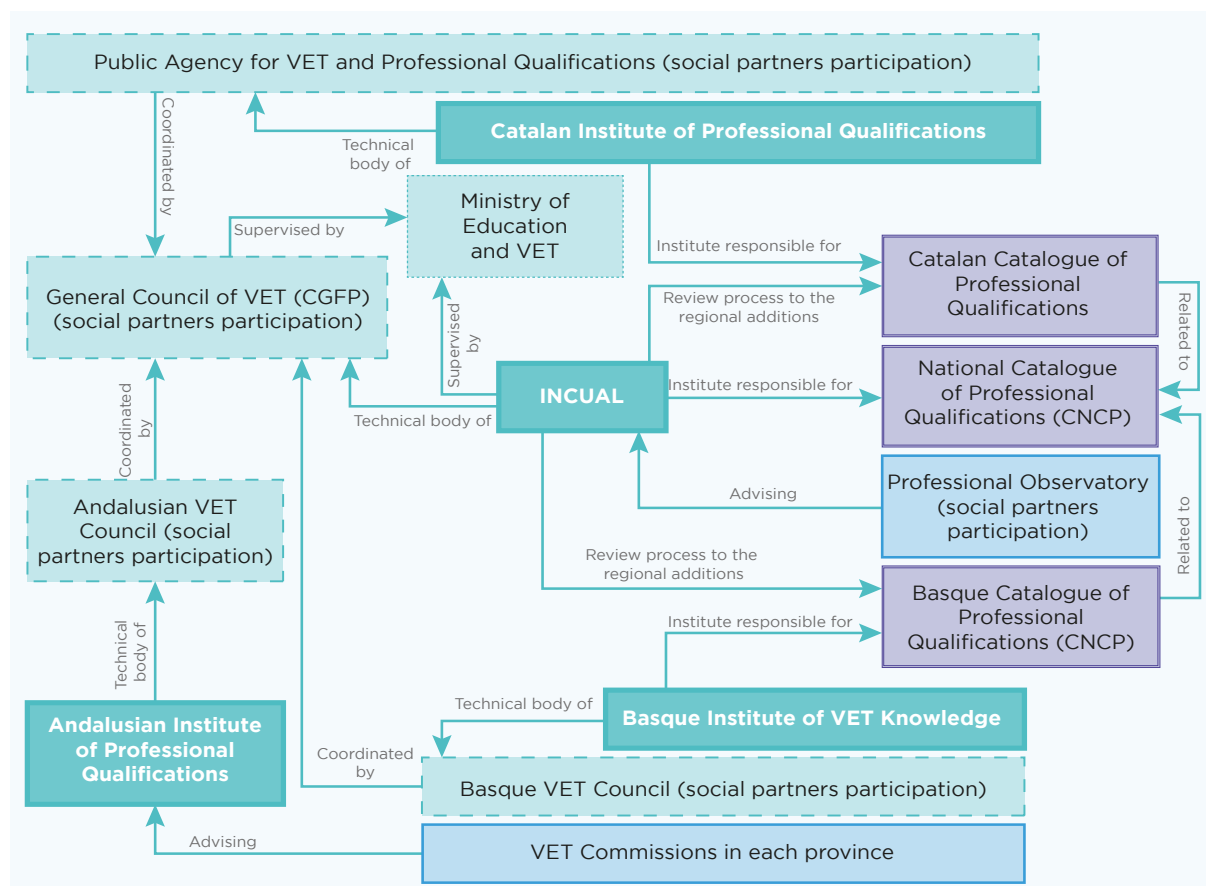 Public Agency for VET and Professional Qualifications (social partners participation)
Coordinated by
Technical
body of
Catalan Institute of Professional Qualifications
Ministry of
Education
and VET
Supervised by
Institute responsible for
Catalan Catalogue of
Professional
Qualifications
General Council of VET (CGFP)
(social partners participation)
Review process to the
regional additions
Related to
Supervised
by
INCUAL
Institute responsible for
National Catalogue
of Professional
Qualifications (CNCP)
Technical body of
Coordinated
by
Andalusian VET
Council (social
partners participation)
Advising
Professional Observatory
(social partners
participation)
Related to
Review process to the
regional additions
Basque Catalogue of
Professional
Qualifications (CNCP)
Institute responsible for
Technical
body of
Andalusian Institute
of Professional
Qualifications
Technical body of
Basque Institute of VET Knowledge
Coordinated
by
Basque VET Council (social partners participation)
Advising
VET Commissions in each province